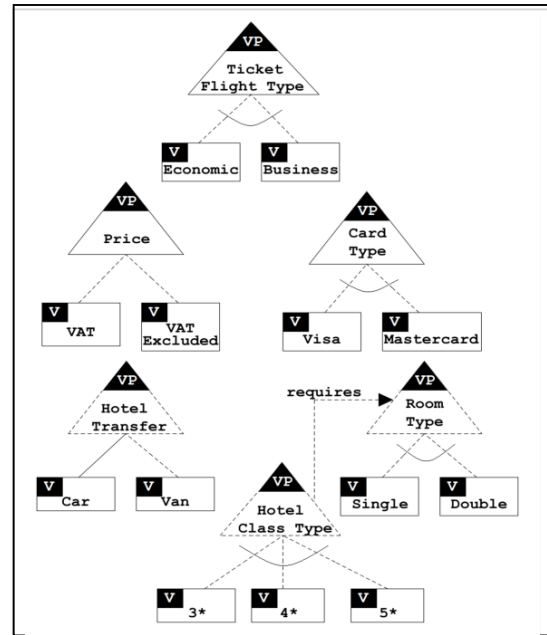 VP
Ticket
Flight Type
V
Economic
V
Business
VP
Price
V
VAT
V
VAT
Excluded
VP
Card
Type
V
Visa
V
Mastercard
VP
Hotel
Transfer
V
Car
V
Van
requires
VP
Room
Type
V
Single
V
Double
VP
Hotel
Class Type
V
3*
V
4*
V
5*